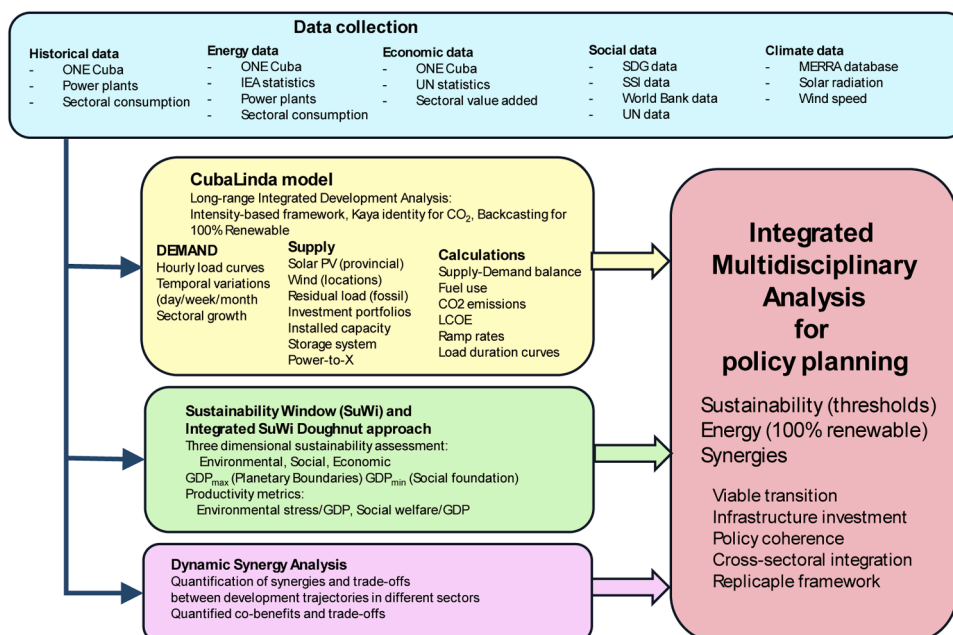 Data collection
Historical data
- ONE Cuba
- Power plants
- Sectoral consumption
Energy data
- ONE Cuba
- IEA statistics
- Power plants
- Sectoral consumption
Economic data
- ONE Cuba
- UN statistics
- Sectoral value added
Social data
- SDG data
- SSI data
- World Bank data
- UN data
Climate data
- MERRA database
- Solar radiation
- Wind speed
CubaLinda model
Long-range Integrated Development Analysis:
Intensity-based framework, Kaya identity for CO₂, Backcasting for
100% Renewable
DEMAND
Hourly load curves
Temporal variations
(day/week/month
Sectoral growth
Supply
Solar PV (provincial)
Wind (locations)
Residual load (fossil)
Investment portfolios
Installed capacity
Storage system
Power-to-X
Calculations
Supply-Demand balance
Fuel use
CO2 emissions
LCOE
Ramp rates
Load duration curves
Sustainability Window (SuWi) and
Integrated SuWi Doughnut approach
Three dimensional sustainability assessment:
Environmental, Social, Economic
GDPmax (Planetary Boundaries) GDPmin (Social foundation)
Productivity metrics:
Environmental stress/GDP, Social welfare/GDP
Dynamic Synergy Analysis
Quantification of synergies and trade-offs
between development trajectories in different sectors
Quantified co-benefits and trade-offs
Integrated
Multidisciplinary
Analysis
for
policy planning
Sustainability (thresholds)
Energy (100% renewable)
Synergies
Viable transition
Infrastructure investment
Policy coherence
Cross-sectoral integration
Replicaple framework